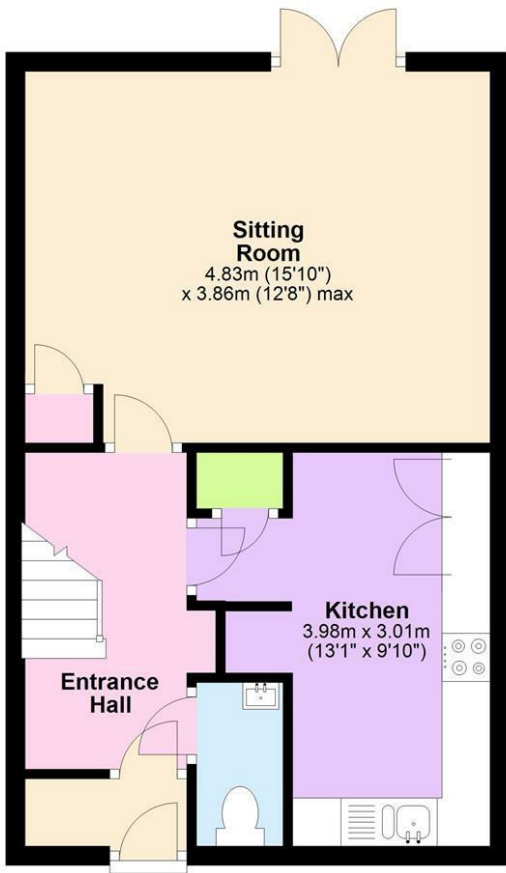 Sitting
Room
4.83m (15'10")
x 3.86m (12'8") max
Kitchen
3.98m x 3.01m
(13'1" x 9'10")
Entrance
Hall